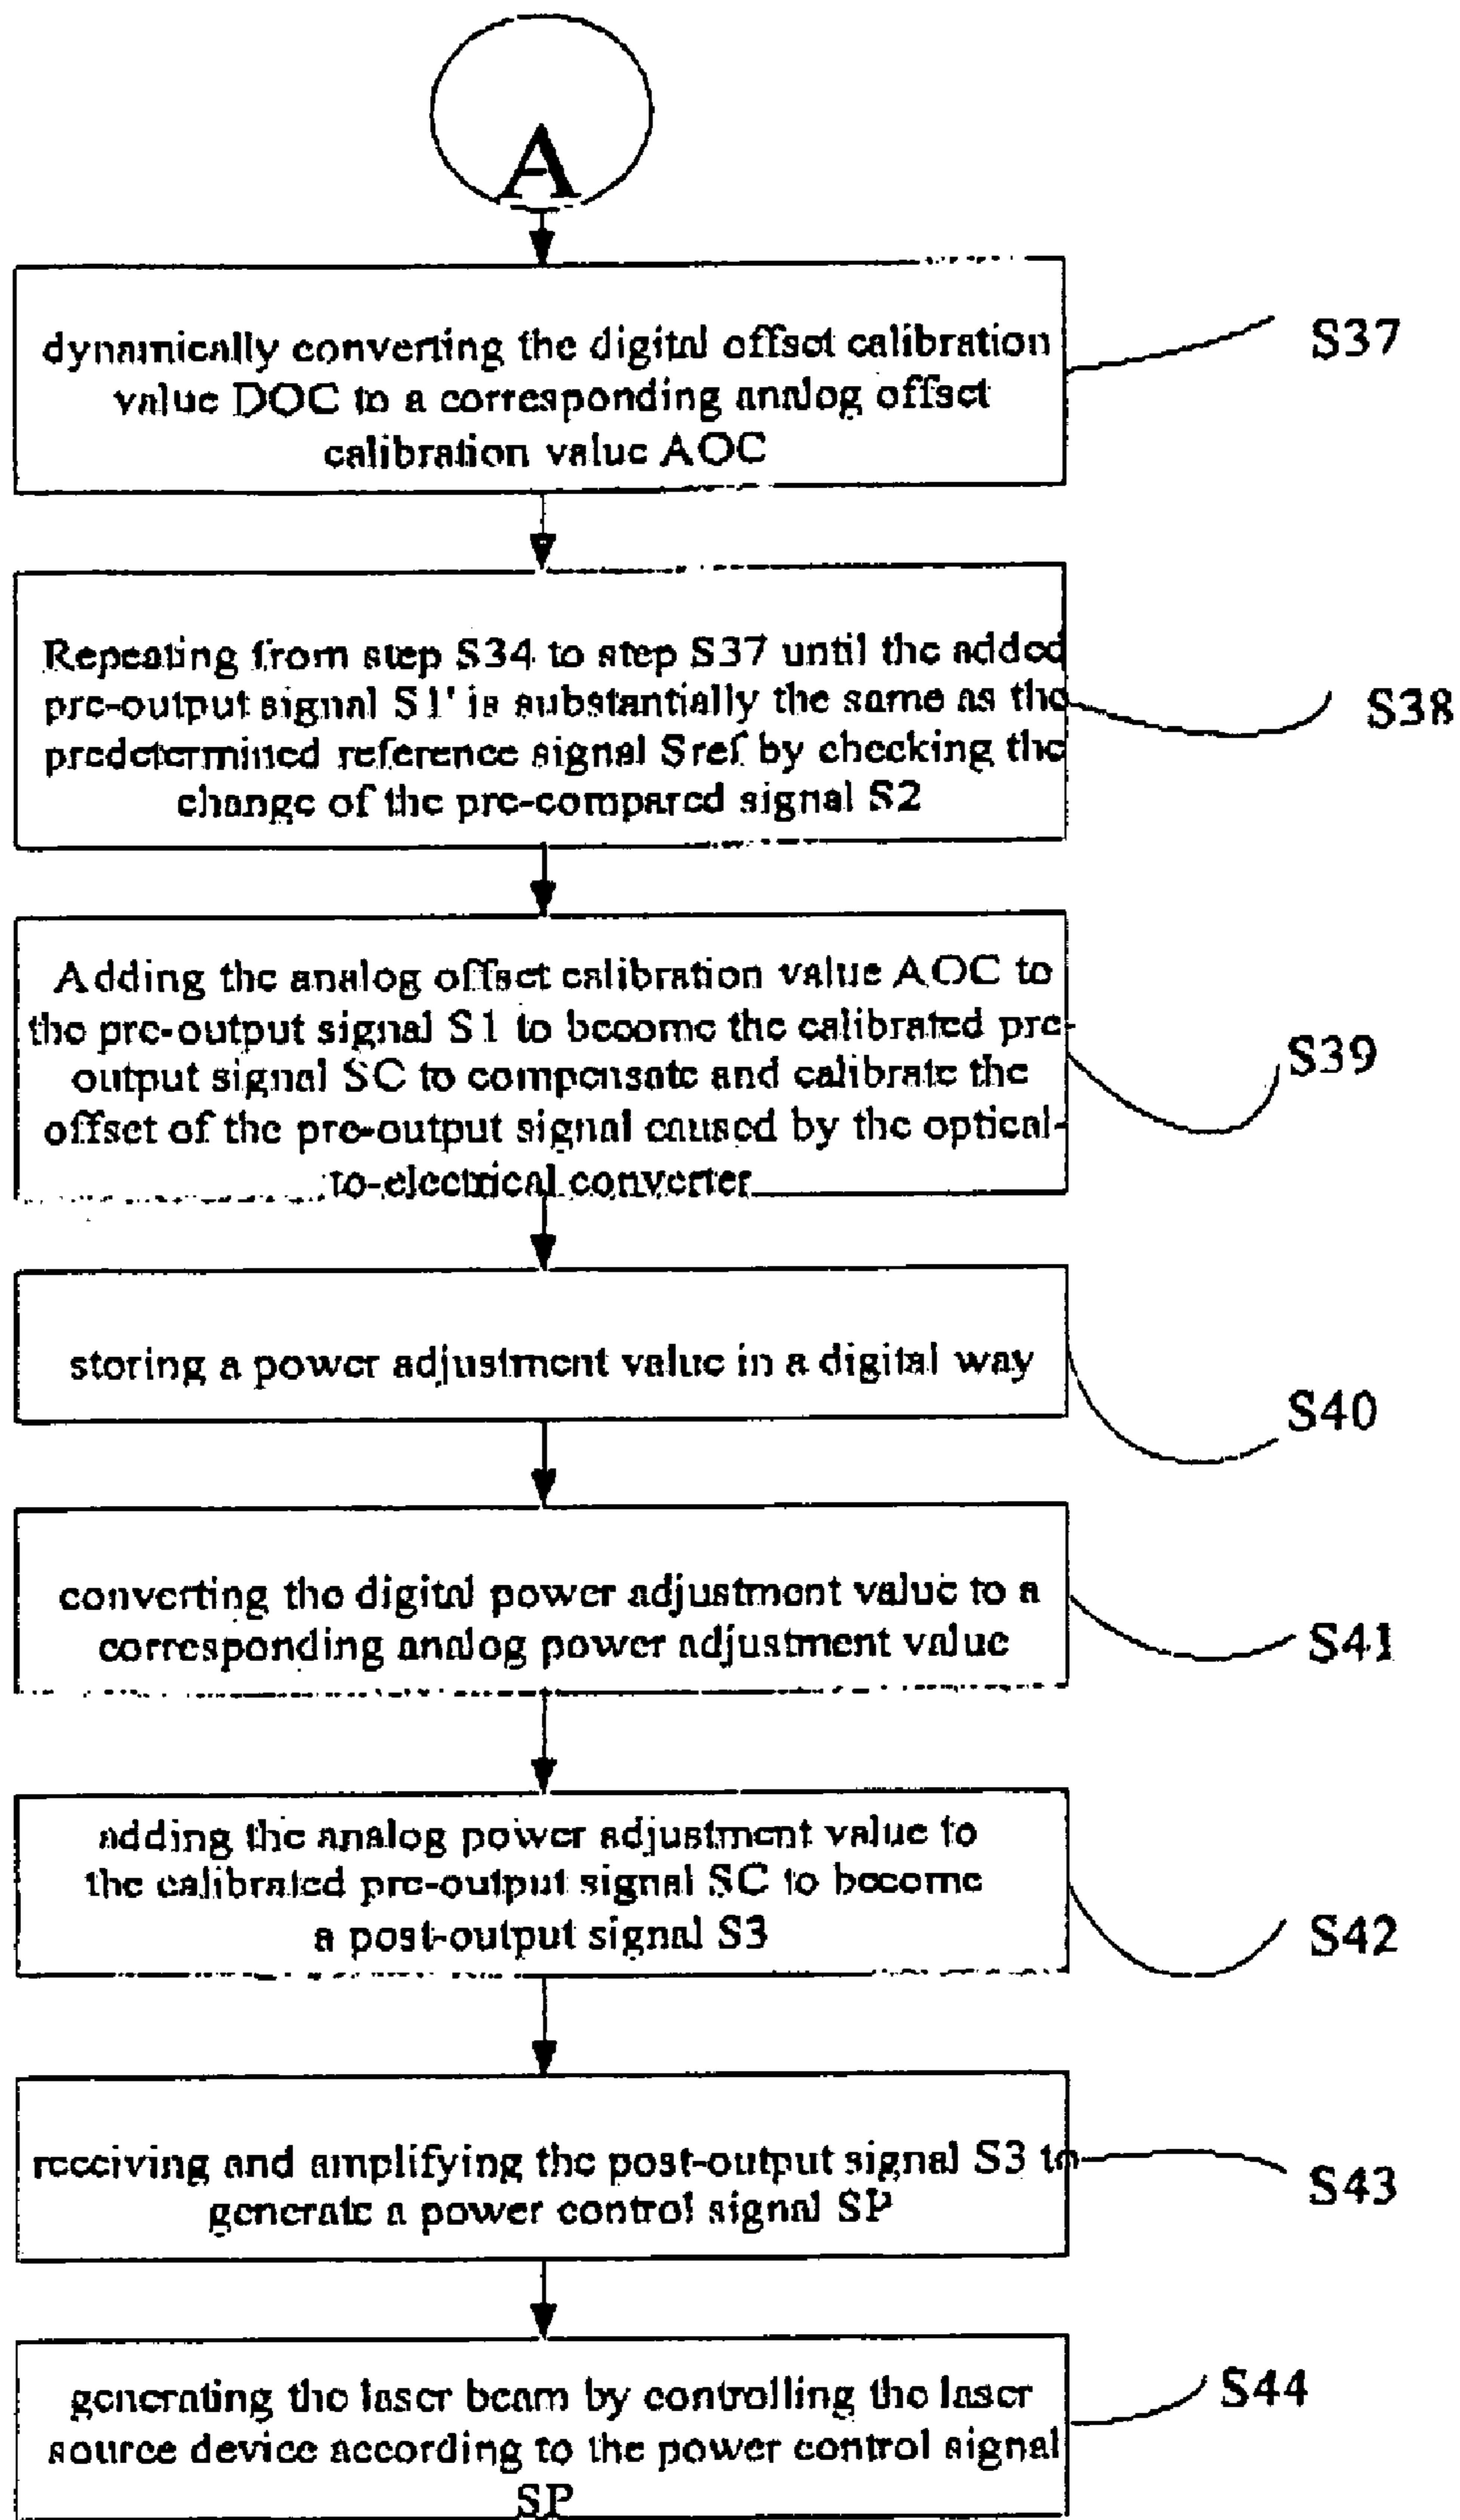 A
dynamically converting the digital offset calibration
value DOC to a corresponding analog offset
calibration value AOC
S37
Repeating from step S34 to step S37 until the added
pre-output signal S1' is substantially the same as the
predetermined reference signal Sref by checking the
change of the pre-compared signal S2
S38
Adding the analog offset calibration value AOC to
the pre-output signal S1 to become the calibrated pre-
output signal SC to compensate and calibrate the
offset of the pre-output signal caused by the optical-
to-electrical converter
S39
storing a power adjustment value in a digital way
S40
converting the digital power adjustment value to a
corresponding analog power adjustment value
S41
adding the analog power adjustment value to
the calibrated pre-output signal SC to become
a post-output signal S3
S42
receiving and amplifying the post-output signal S3 to
generate a power control signal SP
S43
generating the laser beam by controlling the laser
source device according to the power control signal
SP
S44